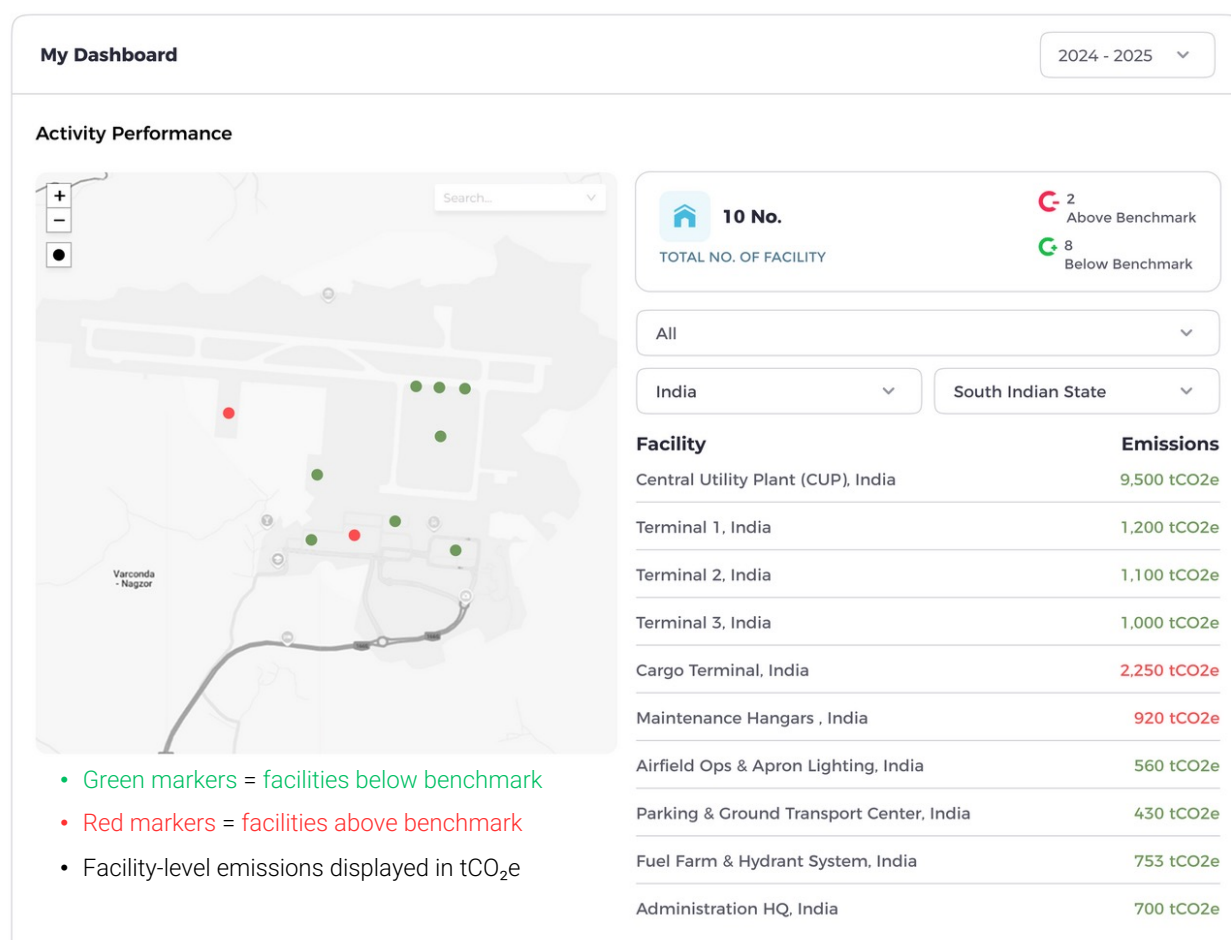 My Dashboard
2024 - 2025
Activity Performance
+
−
Search...
Varconda
- Nagzor
10 No.
TOTAL NO. OF FACILITY
2
Above Benchmark
8
Below Benchmark
All
India
South Indian State
Facility Emissions
Central Utility Plant (CUP), India 9,500 tCO2e
Terminal 1, India 1,200 tCO2e
Terminal 2, India 1,100 tCO2e
Terminal 3, India 1,000 tCO2e
Cargo Terminal, India 2,250 tCO2e
Maintenance Hangars , India 920 tCO2e
Airfield Ops & Apron Lighting, India 560 tCO2e
Parking & Ground Transport Center, India 430 tCO2e
Fuel Farm & Hydrant System, India 753 tCO2e
Administration HQ, India 700 tCO2e
• Green markers = facilities below benchmark
• Red markers = facilities above benchmark
• Facility-level emissions displayed in tCO₂e